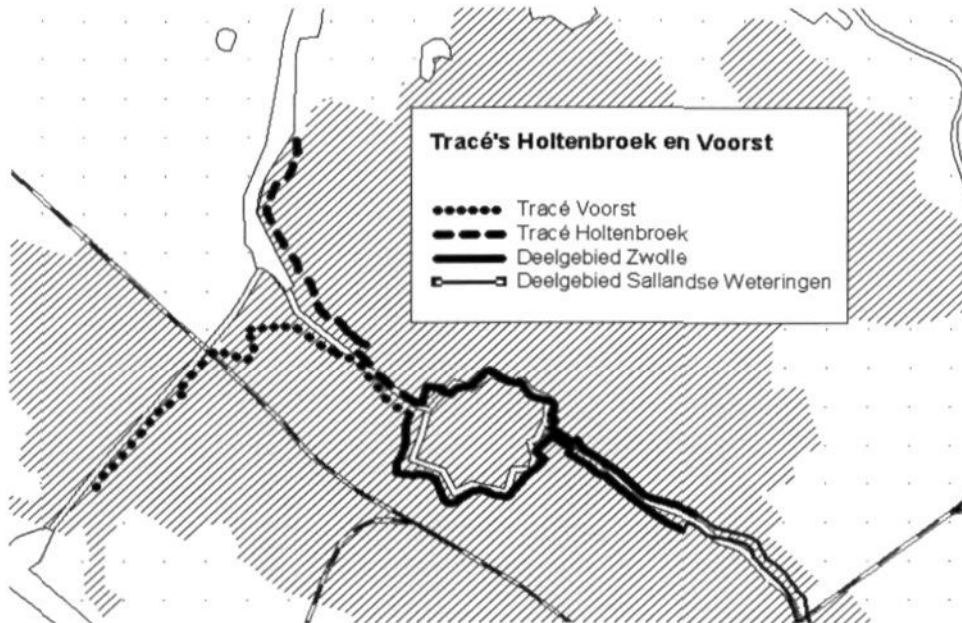 Tracé's Holtenbroek en Voorst
Tracé Voorst
Tracé Holtenbroek
Deelgebied Zwolle
Deelgebied Sallandse Weteringen